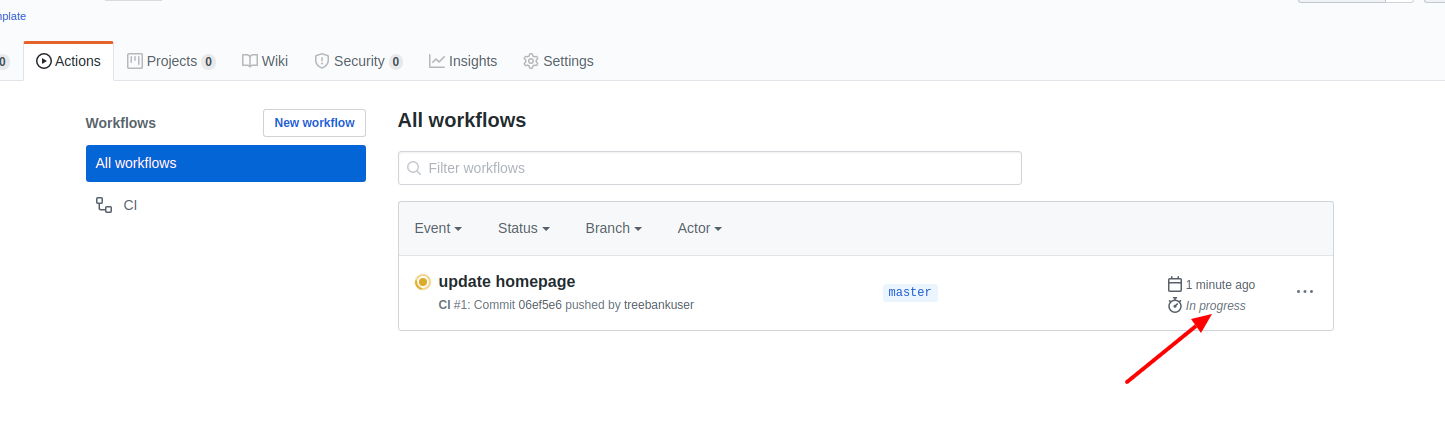 0 Actions Projects 0 Wiki Security 0 Insights Settings
Workflows
New workflow
All workflows
CI
All workflows
Filter workflows
Event Status Branch Actor
update homepage
CI #1: Commit 06ef5e6 pushed by treebankuser
master
1 minute ago
In progress